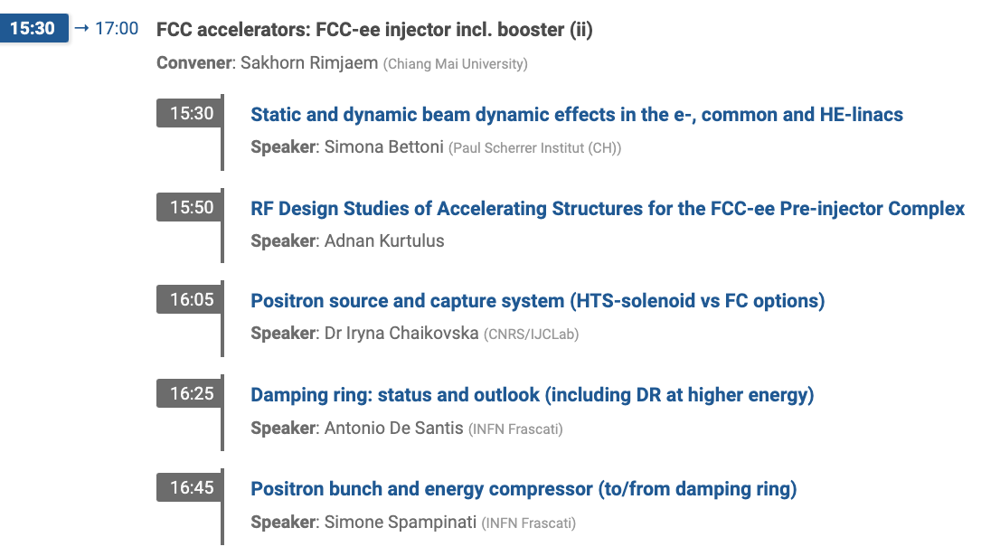 15:30 → 17:00 FCC accelerators: FCC-ee injector incl. booster (ii)
Convener: Sakhorn Rimjaem (Chiang Mai University)
15:30 Static and dynamic beam dynamic effects in the e-, common and HE-linacs
Speaker: Simona Bettoni (Paul Scherrer Institut (CH))
15:50 RF Design Studies of Accelerating Structures for the FCC-ee Pre-injector Complex
Speaker: Adnan Kurtulus
16:05 Positron source and capture system (HTS-solenoid vs FC options)
Speaker: Dr Iryna Chaikovska (CNRS/IJCLab)
16:25 Damping ring: status and outlook (including DR at higher energy)
Speaker: Antonio De Santis (INFN Frascati)
16:45 Positron bunch and energy compressor (to/from damping ring)
Speaker: Simone Spampinati (INFN Frascati)